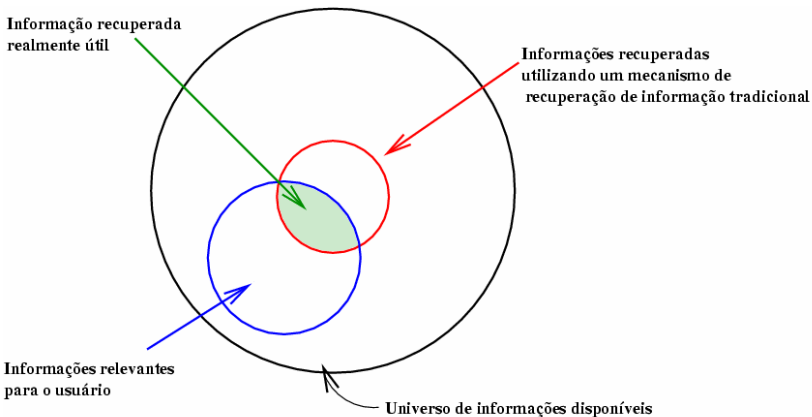 Informação recuperada
realmente útil
Informações recuperadas
utilizando um mecanismo de
recuperação de informação tradicional
Informações relevantes
para o usuário
Universo de informações disponíveis